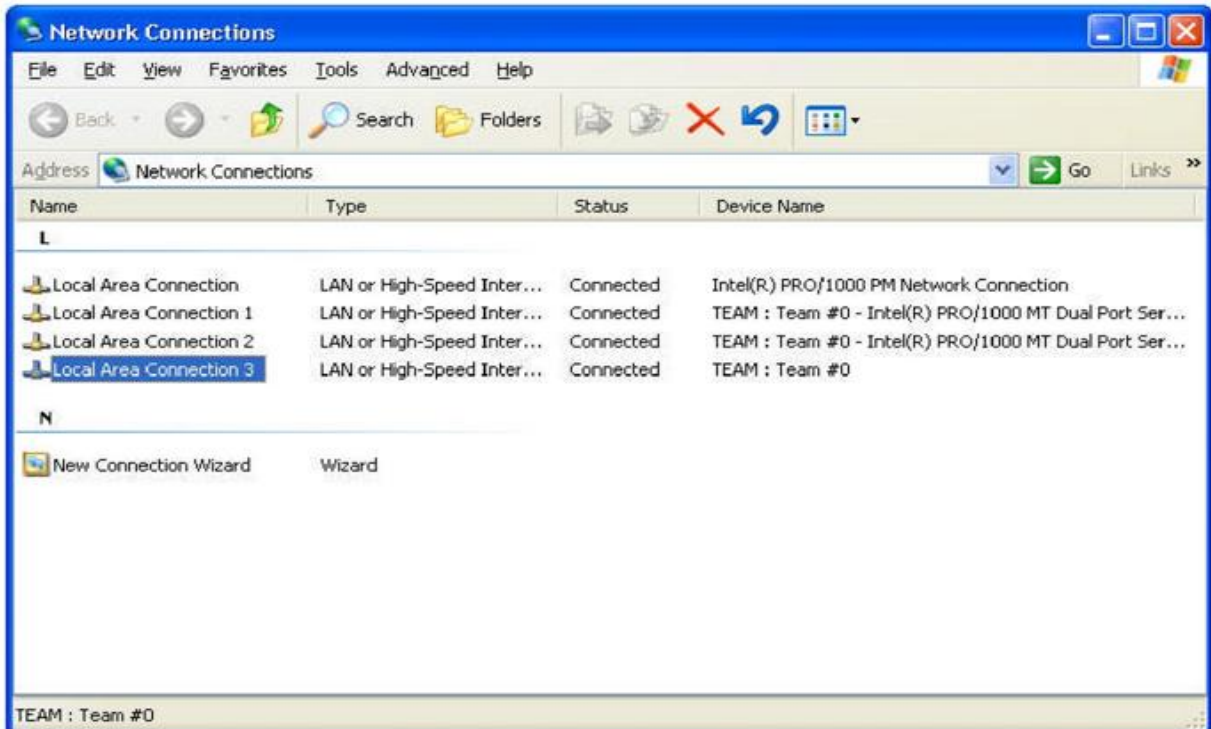 Network Connections
File Edit View Favorites Tools Advanced Help
Back Search Folders
Address Network Connections Go Links »
Name Type Status Device Name
L
Local Area Connection LAN or High-Speed Inter... Connected Intel(R) PRO/1000 PM Network Connection
Local Area Connection 1 LAN or High-Speed Inter... Connected TEAM : Team #0 - Intel(R) PRO/1000 MT Dual Port Ser...
Local Area Connection 2 LAN or High-Speed Inter... Connected TEAM : Team #0 - Intel(R) PRO/1000 MT Dual Port Ser...
Local Area Connection 3 LAN or High-Speed Inter... Connected TEAM : Team #0
N
New Connection Wizard Wizard
TEAM : Team #0